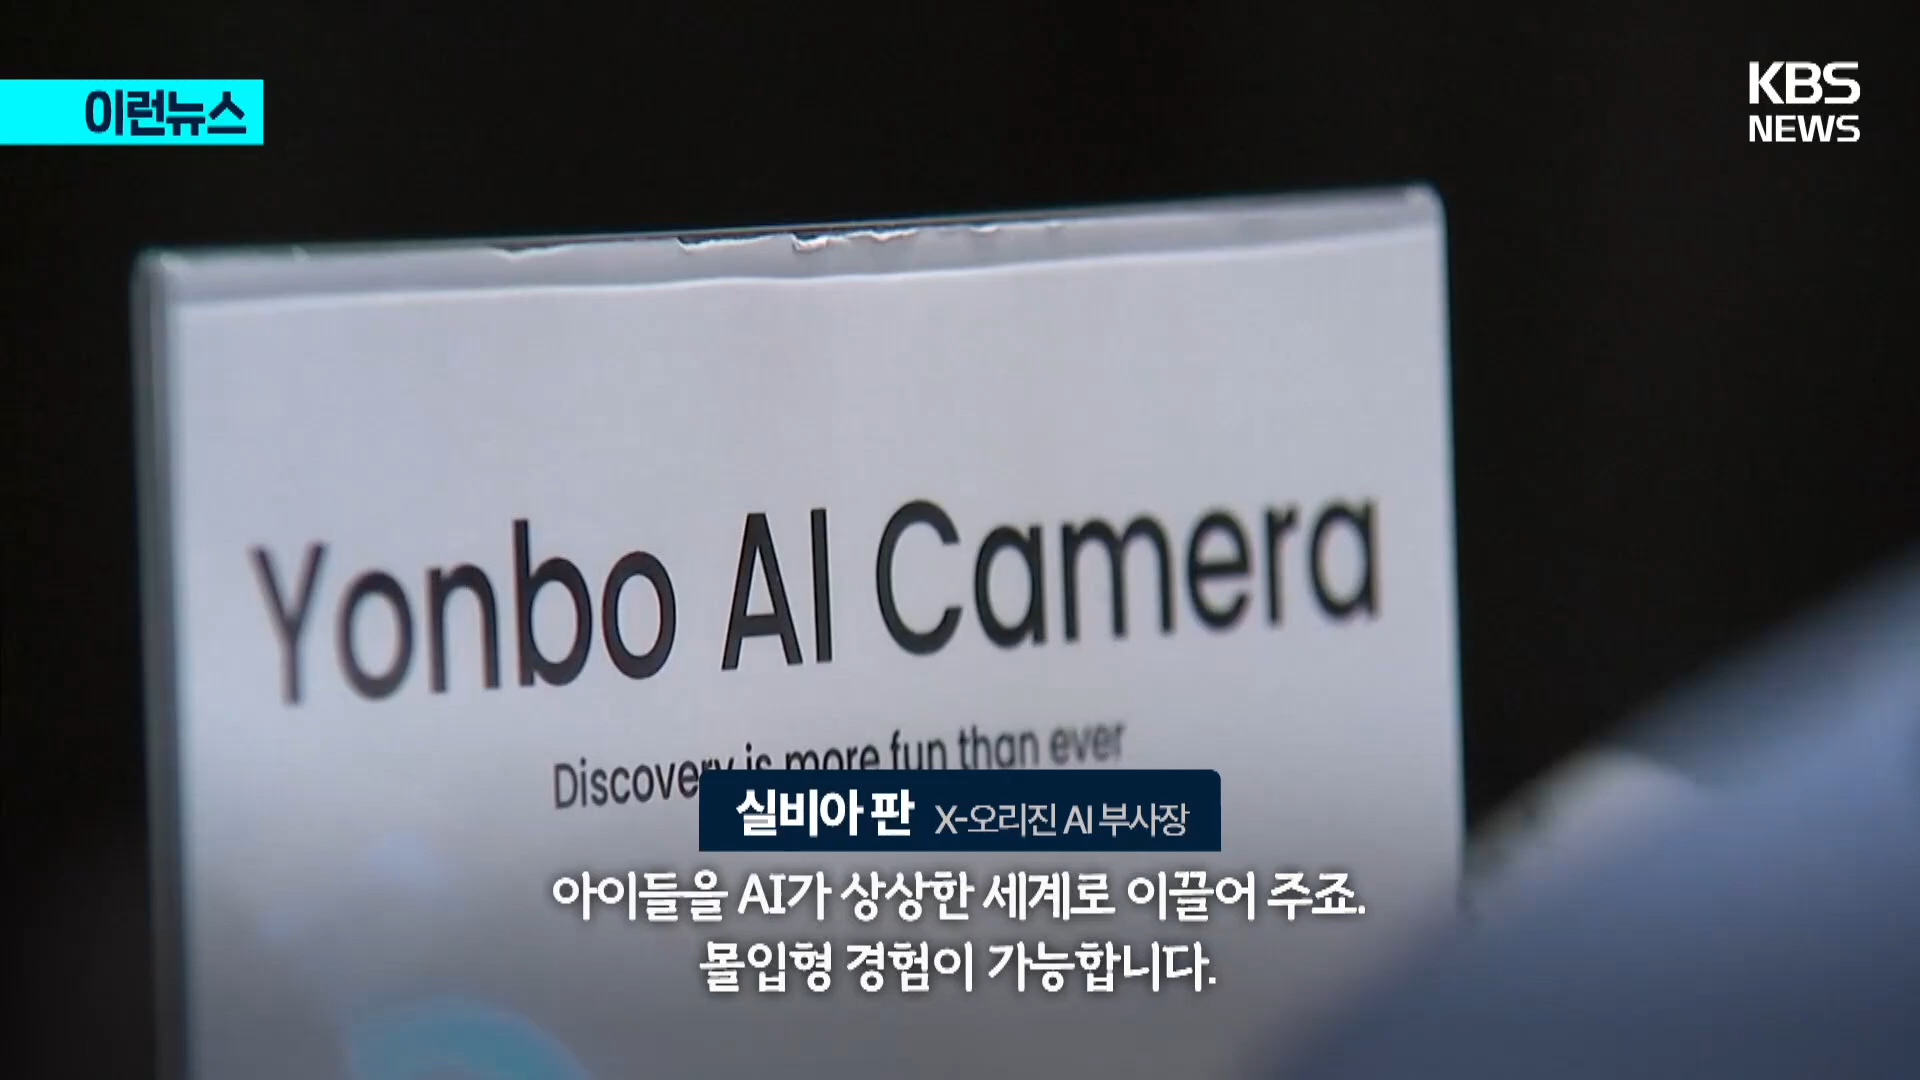 이런뉴스
KBS
NEWS
Yonbo AI Camera
Discovery is more fun than ever
실비아 판 X-오리진 AI 부사장
아이들을 AI가 상상한 세계로 이끌어 주죠.
몰입형 경험이 가능합니다.